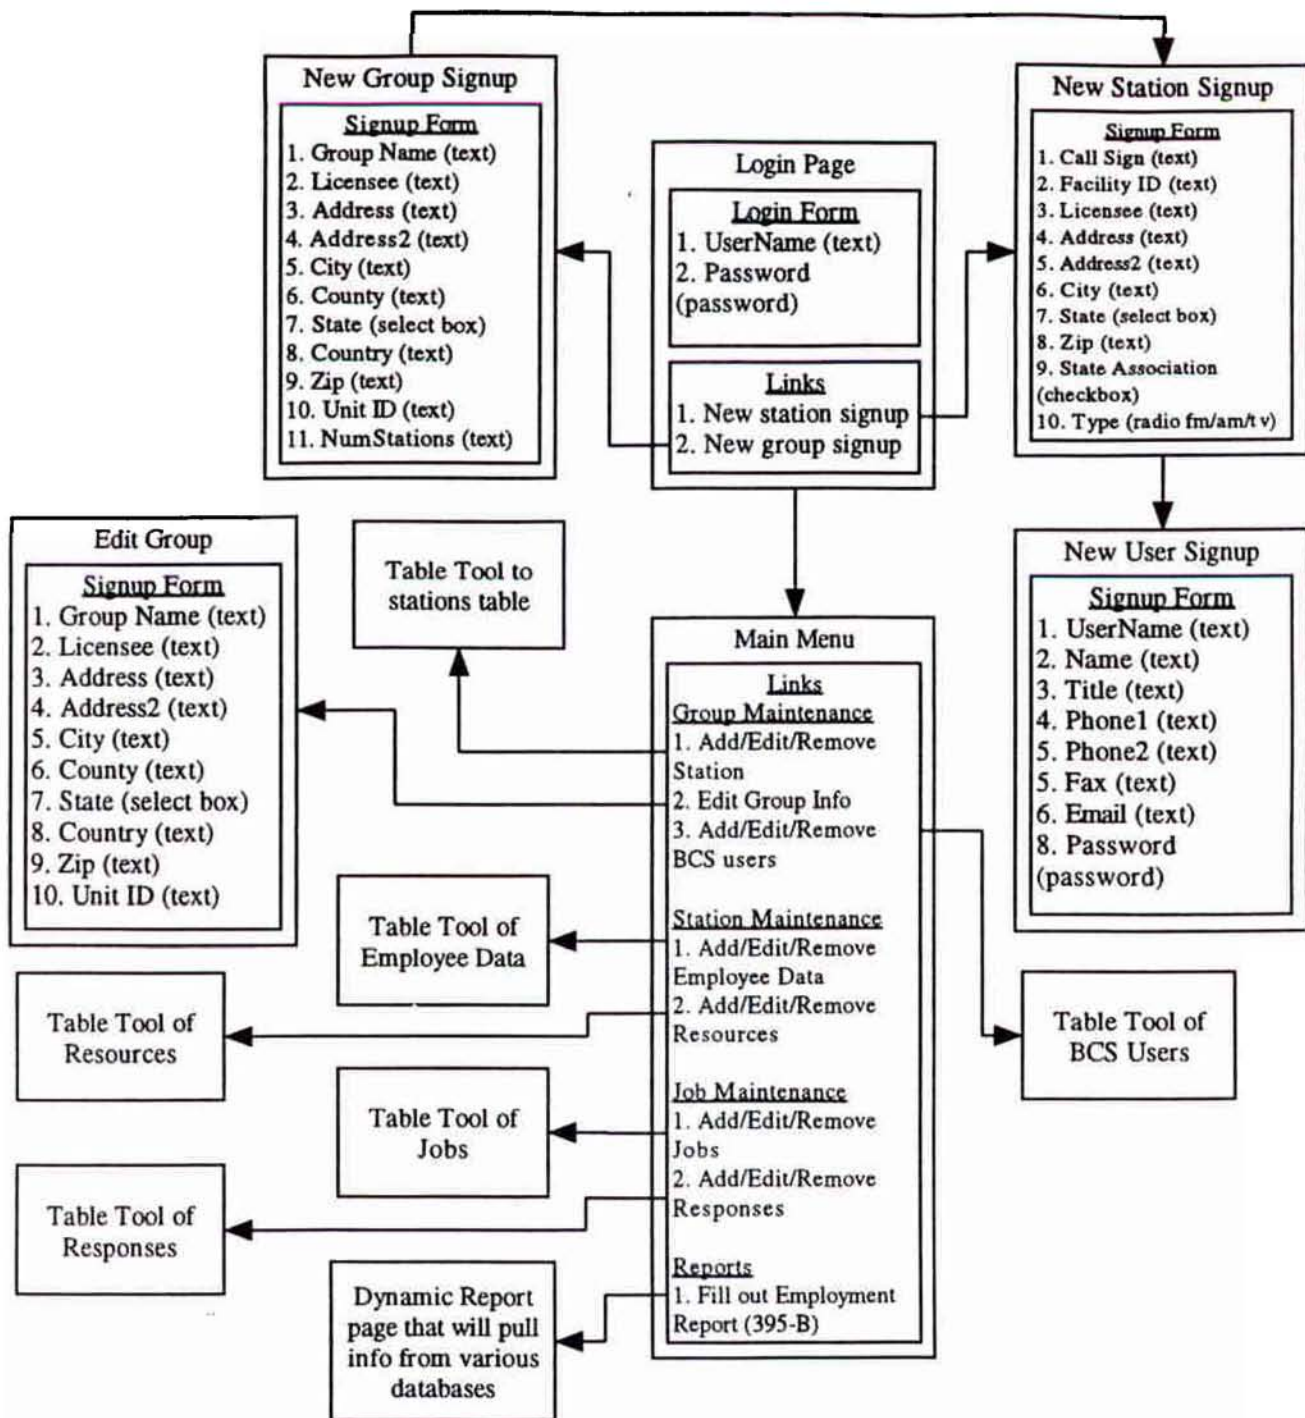 New Group Signup
Signup Form
1. Group Name (text)
2. Licensee (text)
3. Address (text)
4. Address2 (text)
5. City (text)
6. County (text)
7. State (select box)
8. Country (text)
9. Zip (text)
10. Unit ID (text)
11. NumStations (text)
Login Page
Login Form
1. UserName (text)
2. Password
(password)
Links
1. New station signup
2. New group signup
New Station Signup
Signup Form
1. Call Sign (text)
2. Facility ID (text)
3. Licensee (text)
4. Address (text)
5. Address2 (text)
6. City (text)
7. State (select box)
8. Zip (text)
9. State Association
(checkbox)
10. Type (radio fm/am/tv)
Edit Group
Signup Form
1. Group Name (text)
2. Licensee (text)
3. Address (text)
4. Address2 (text)
5. City (text)
6. County (text)
7. State (select box)
8. Country (text)
9. Zip (text)
10. Unit ID (text)
Table Tool to
stations table
Main Menu
Links
Group Maintenance
1. Add/Edit/Remove
Station
2. Edit Group Info
3. Add/Edit/Remove
BCS users
Station Maintenance
1. Add/Edit/Remove
Employee Data
2. Add/Edit/Remove
Resources
Job Maintenance
1. Add/Edit/Remove
Jobs
2. Add/Edit/Remove
Responses
Reports
1. Fill out Employment
Report (395-B)
New User Signup
Signup Form
1. UserName (text)
2. Name (text)
3. Title (text)
4. Phone1 (text)
5. Phone2 (text)
5. Fax (text)
6. Email (text)
8. Password
(password)
Table Tool of
Employee Data
Table Tool of
Resources
Table Tool of
BCS Users
Table Tool of
Jobs
Table Tool of
Responses
Dynamic Report
page that will pull
info from various
databases